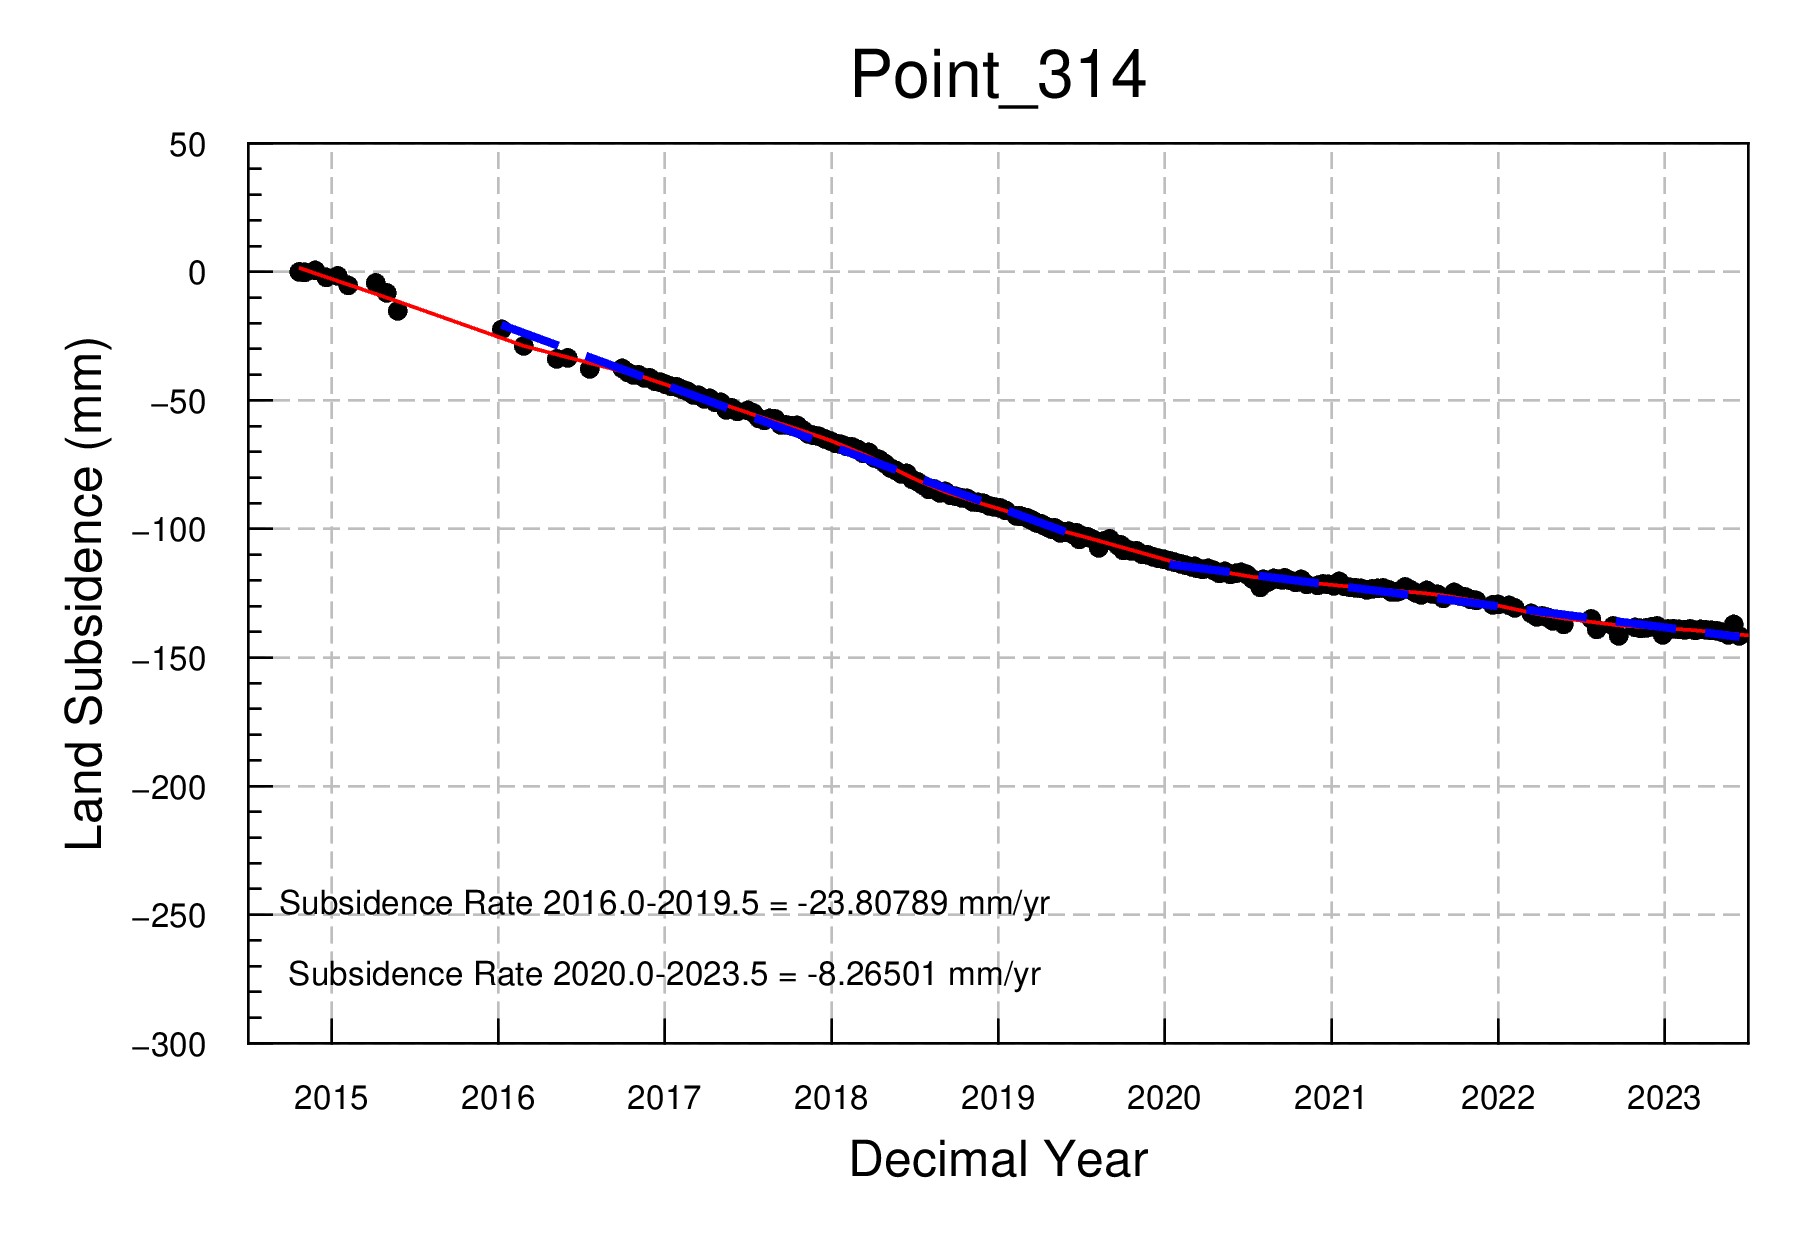 Point_314
50
0
−50
−100
−150
−200
−250
−300
Land Subsidence (mm)
Subsidence Rate 2016.0-2019.5 = -23.80789 mm/yr
Subsidence Rate 2020.0-2023.5 = -8.26501 mm/yr
2015 2016 2017 2018 2019 2020 2021 2022 2023
Decimal Year